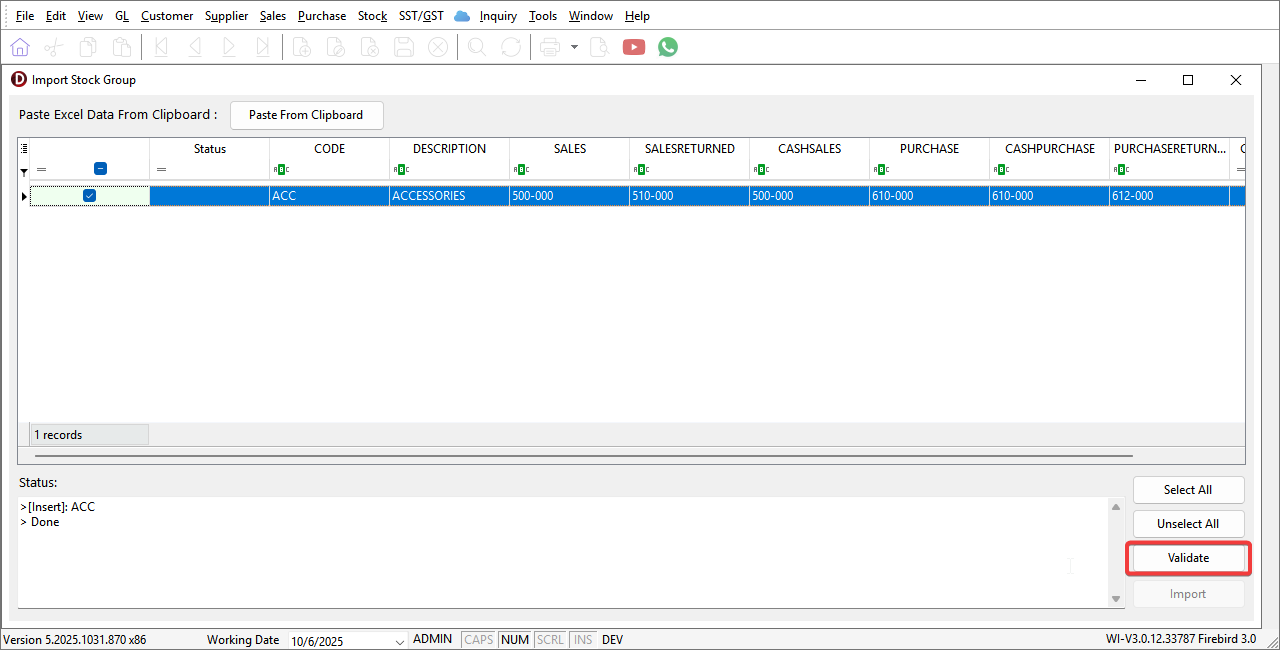 File Edit View GL Customer Supplier Sales Purchase Stock SST/GST Inquiry Tools Window Help
Import Stock Group
Paste Excel Data From Clipboard : Paste From Clipboard
Status CODE DESCRIPTION SALES SALESRETURNED CASHSALES PURCHASE CASHPURCHASE PURCHASERETURN...
ACC ACCESSORIES 500-000 510-000 500-000 610-000 610-000 612-000
1 records
Status:
>[Insert]: ACC
> Done
Select All
Unselect All
Validate
Import
Version 5.2025.1031.870 x86 Working Date 10/6/2025 ADMIN CAPS NUM SCRL INS DEV WI-V3.0.12.33787 Firebird 3.0